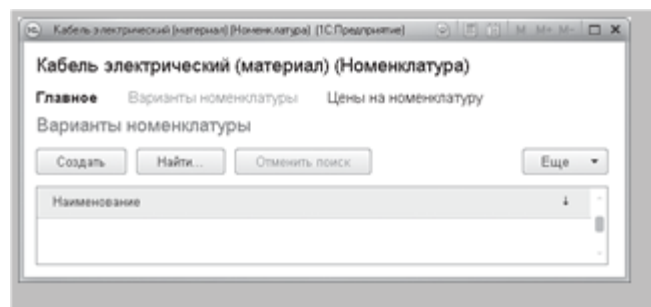 Кабель электрический (материал) (Номенклатура) (1С:Предприятие) M M+ M-
Кабель электрический (материал) (Номенклатура)
Главное Варианты номенклатуры Цены на номенклатуру
Варианты номенклатуры
Создать Найти... Отменить поиск Еще
Наименование